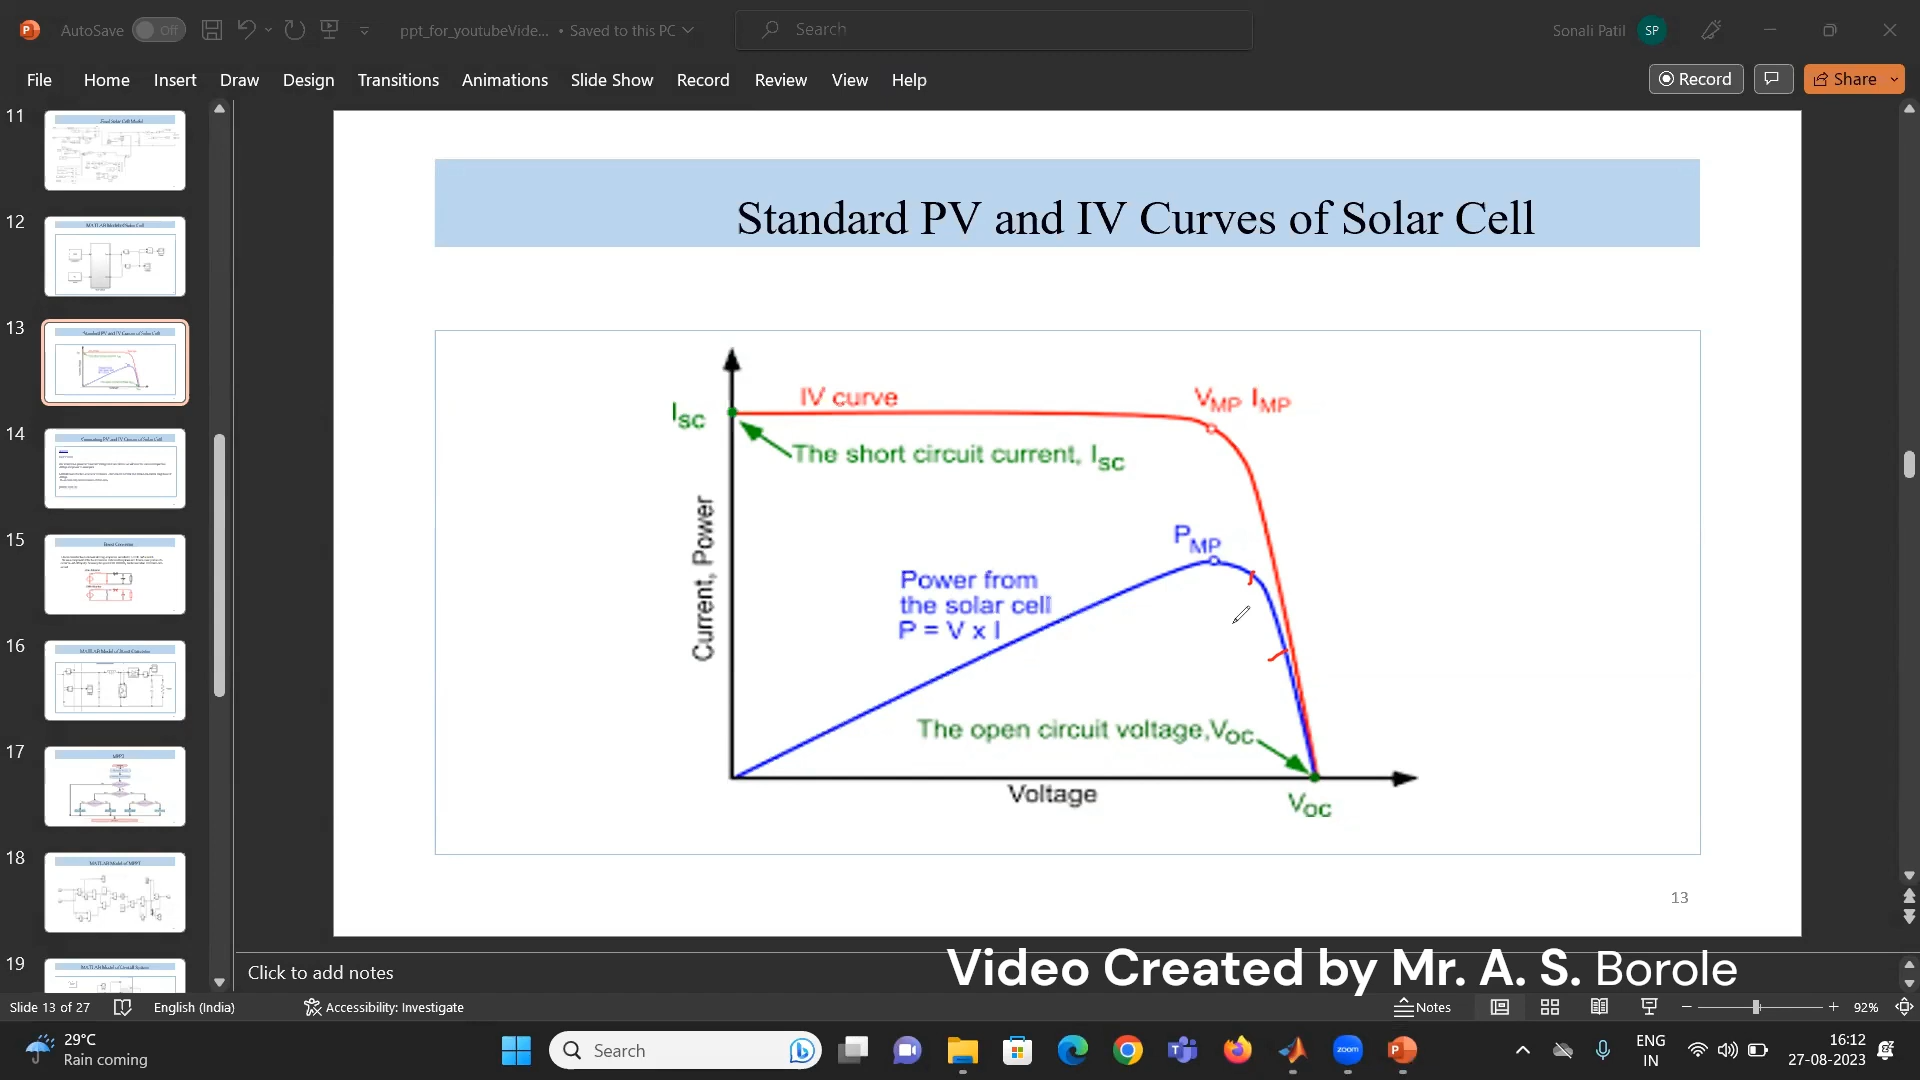 AutoSave Off ppt_for_youtubeVide... • Saved to this PC Search Sonali Patil SP
File Home Insert Draw Design Transitions Animations Slide Show Record Review View Help Record Share
11
12
13
14
15
16
17
MPPT
18
19
Standard PV and IV Curves of Solar Cell
IV curve
VMP IMP
ISC
The short circuit current, ISC
Current, Power
PMP
Power from
the solar cell
P = V x I
The open circuit voltage,VOC
Voltage
VOC
13
Click to add notes
Video Created by Mr. A. S. Borole
Slide 13 of 27 English (India) Accessibility: Investigate Notes 92%
29°C
Rain coming
Search
zoom
ENG
IN
16:12
27-08-2023